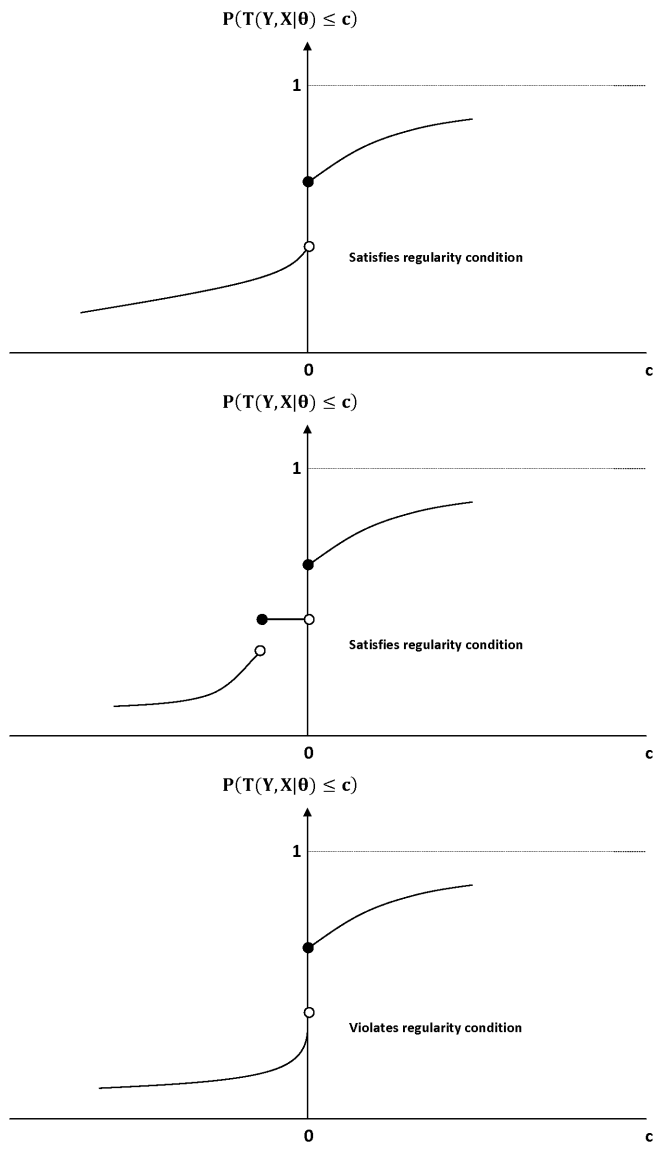 P(T(Y,X|θ) ≤ c)
1
Satisfies regularity condition
0 c
P(T(Y,X|θ) ≤ c)
1
Satisfies regularity condition
0 c
P(T(Y,X|θ) ≤ c)
1
Violates regularity condition
0 c